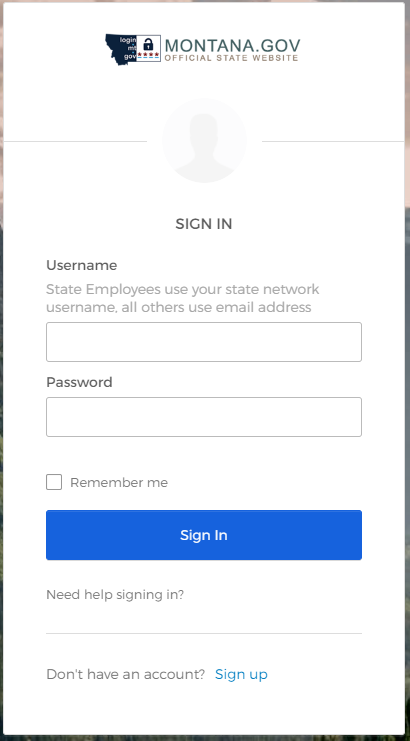 login
mt
gov
****
MONTANA.GOV
OFFICIAL STATE WEBSITE
SIGN IN
Username
State Employees use your state network
username, all others use email address
Password
Remember me
Sign In
Need help signing in?
Don't have an account? Sign up